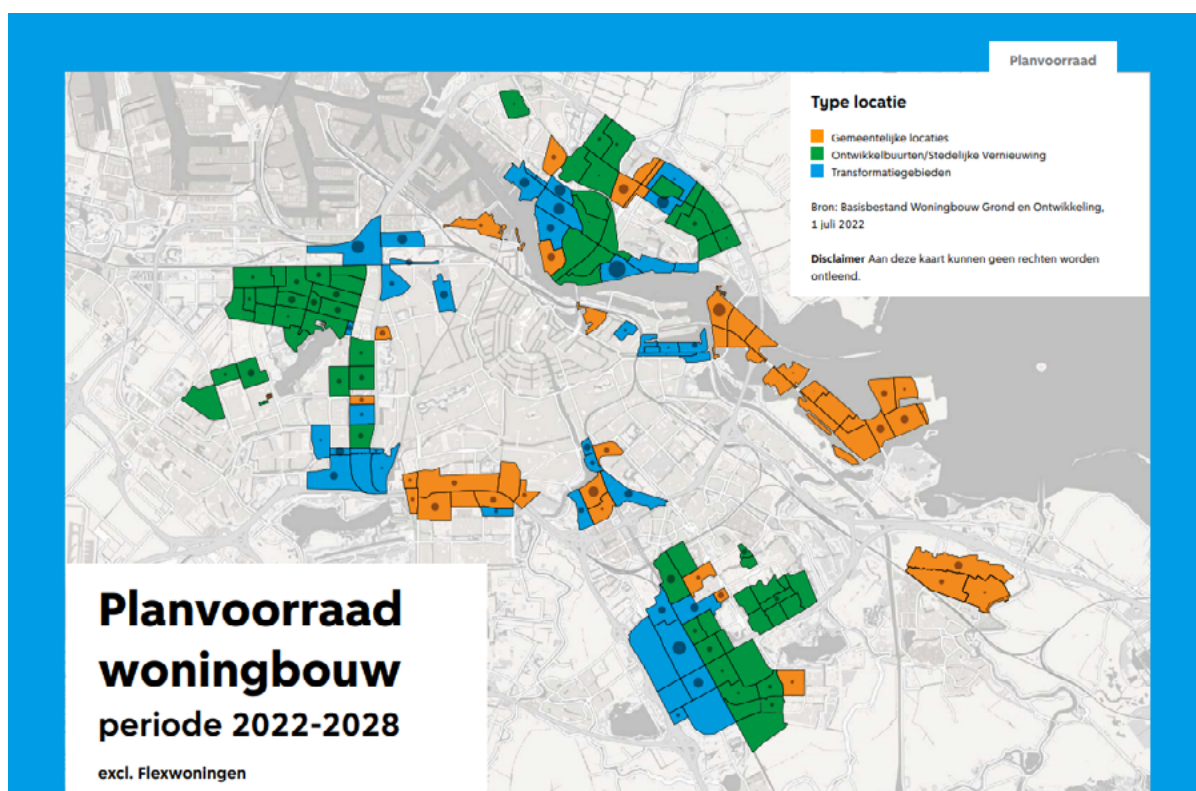 Planvoorraad
Type locatie
Gemeentelijke locaties
Ontwikkelbuurten/Stedelijke Vernieuwing
Transformatiegebieden
Bron: Basisbestand Woningbouw Grond en Ontwikkeling,
1 juli 2022
Disclaimer Aan deze kaart kunnen geen rechten worden
ontleend.
Planvoorraad
woningbouw
periode 2022-2028
excl. Flexwoningen